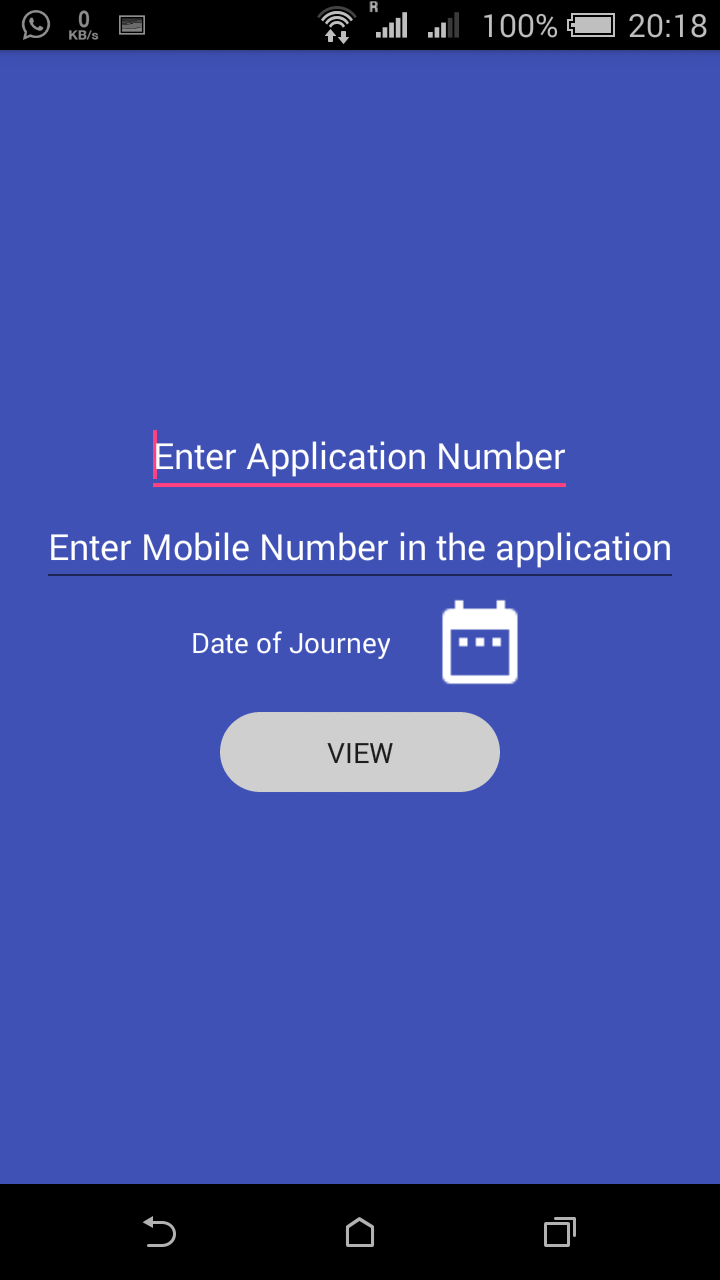 0
KB/s
R
100%
20:18
Enter Application Number
Enter Mobile Number in the application
Date of Journey
VIEW